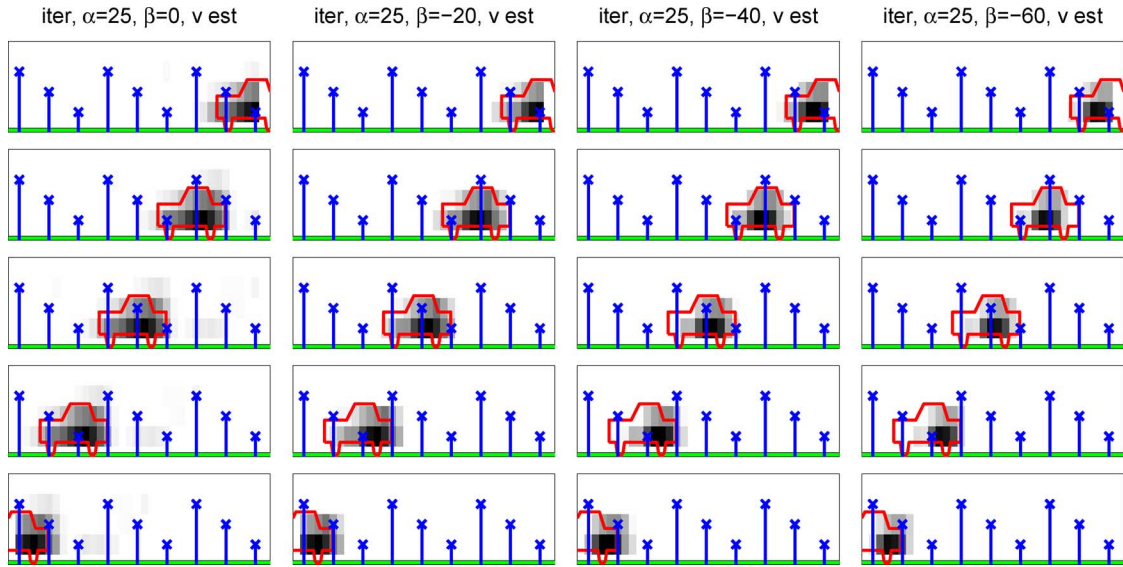 iter, α=25, β=0, v est
iter, α=25, β=−20, v est
iter, α=25, β=−40, v est
iter, α=25, β=−60, v est